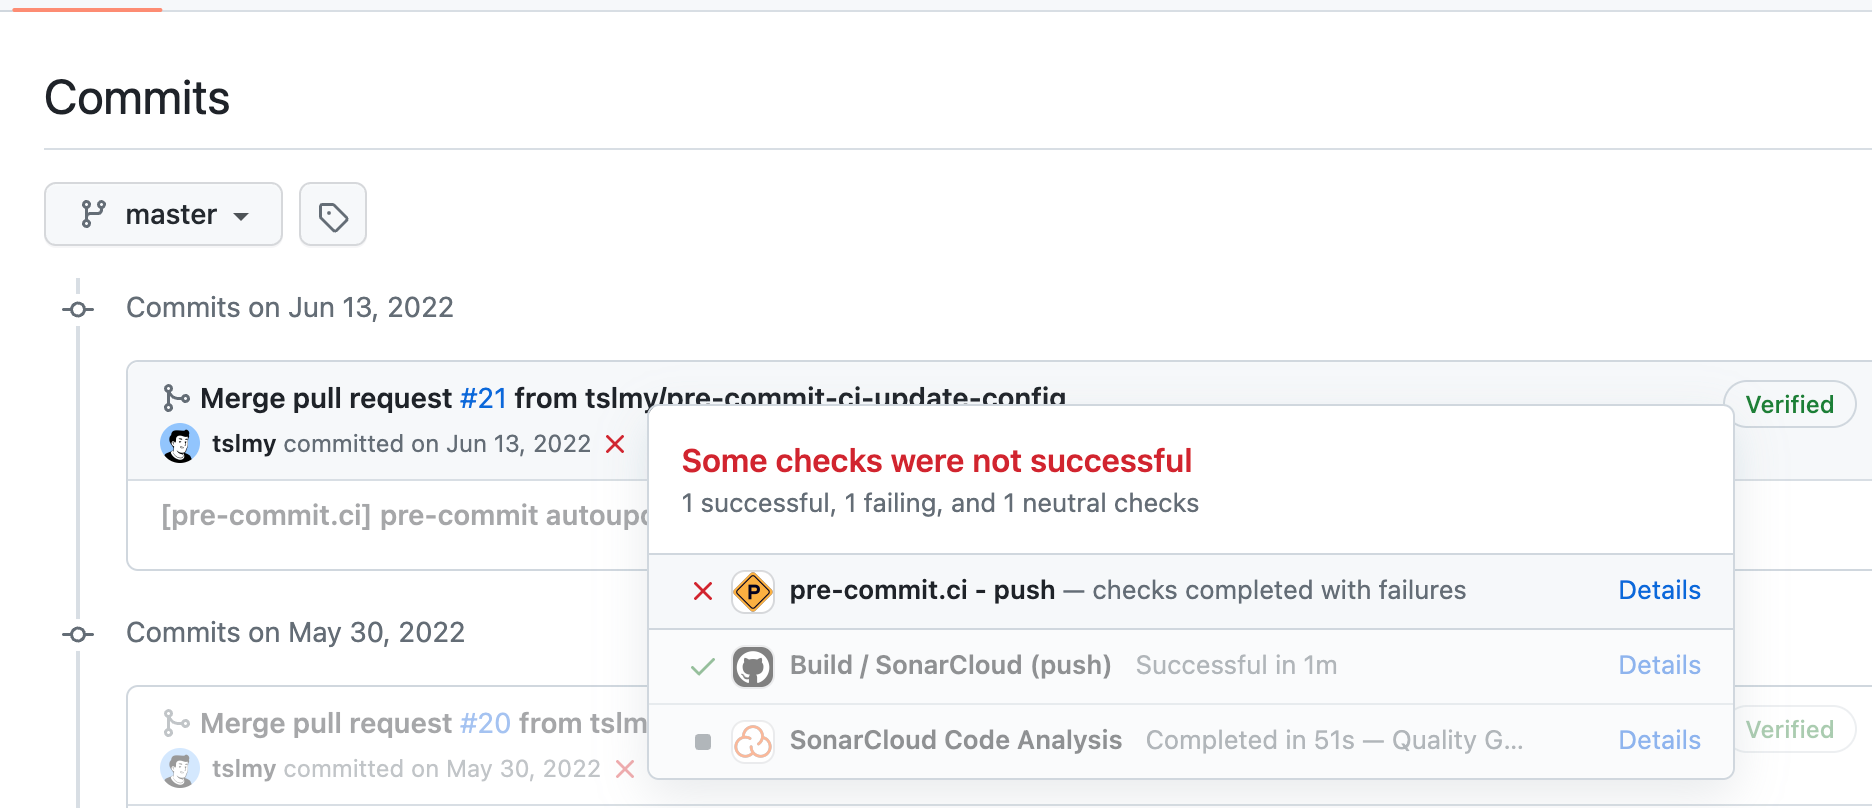 Commits
master
Commits on Jun 13, 2022
Merge pull request #21 from tslmy/pre-commit-ci-update-config
Verified
tslmy committed on Jun 13, 2022
[pre-commit.ci] pre-commit
Some checks were not successful
1 successful, 1 failing, and 1 neutral checks
P pre-commit.ci - push — checks completed with failures Details
Build / SonarCloud (push) Successful in 1m Details
SonarCloud Code Analysis Completed in 51s — Quality G... Details
Commits on May 30, 2022
Merge pull request #20 from
Verified
tslmy committed on May 30, 2022